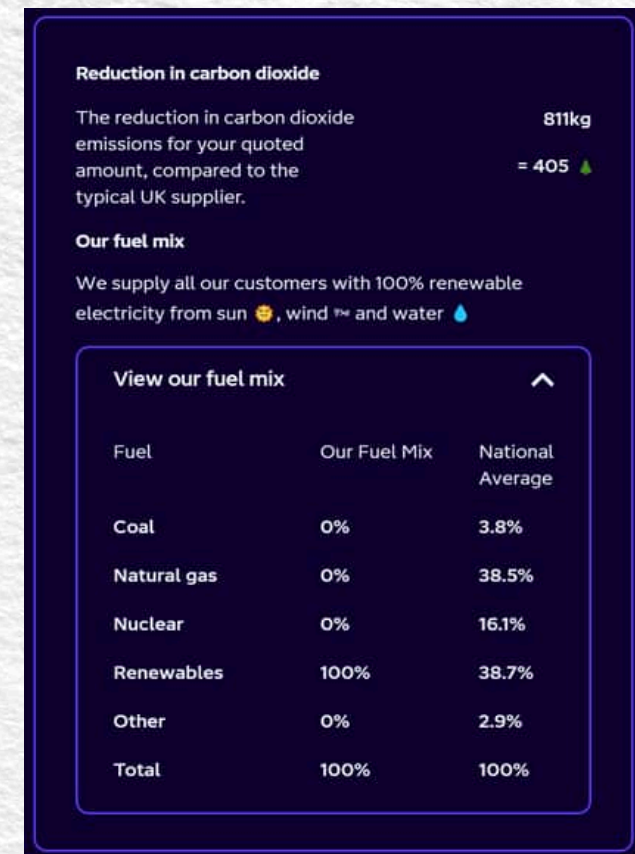 Reduction in carbon dioxide
The reduction in carbon dioxide 811kg
emissions for your quoted
amount, compared to the = 405 🌲
typical UK supplier.
Our fuel mix
We supply all our customers with 100% renewable
electricity from sun 🌞, wind 🌬 and water 💧
View our fuel mix
Fuel Our Fuel Mix National
Average
Coal 0% 3.8%
Natural gas 0% 38.5%
Nuclear 0% 16.1%
Renewables 100% 38.7%
Other 0% 2.9%
Total 100% 100%